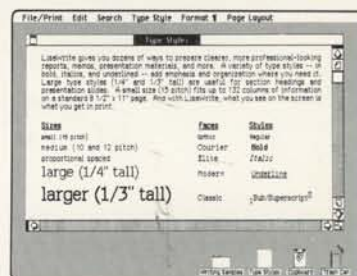 File/Print Edit Search Type Style Format ¶ Page Layout
Type Styles
LisaWrite gives you dozens of ways to prepare clearer, more professional-looking
reports, memos, presentation materials, and more. A variety of type styles -- in
bold, italics, and underlined -- add emphasis and organization where you need it.
Large type styles (1/4" and 1/3" tall) are useful for section headings and
presentation slides. A small size (15 pitch) fits up to 132 columns of information
on a standard 8 1/2" x 11" page. And with LisaWrite, what you see on the screen is
what you get in print.
Sizes Faces Styles
small (15 pitch) Gothic Regular
medium (10 and 12 pitch) Courier Bold
proportional spaced Elite Italic
large (1/4" tall) Modern Underline
larger (1/3" tall) Classic Sub/Superscript
Writing Samples Type Styles Clipboard Trash Can